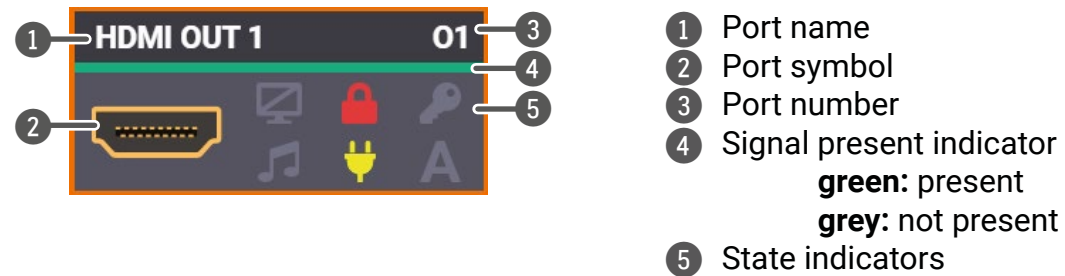 HDMI OUT 1 01
1
2
3
4
5
A
1 Port name
2 Port symbol
3 Port number
4 Signal present indicator
green: present
grey: not present
5 State indicators